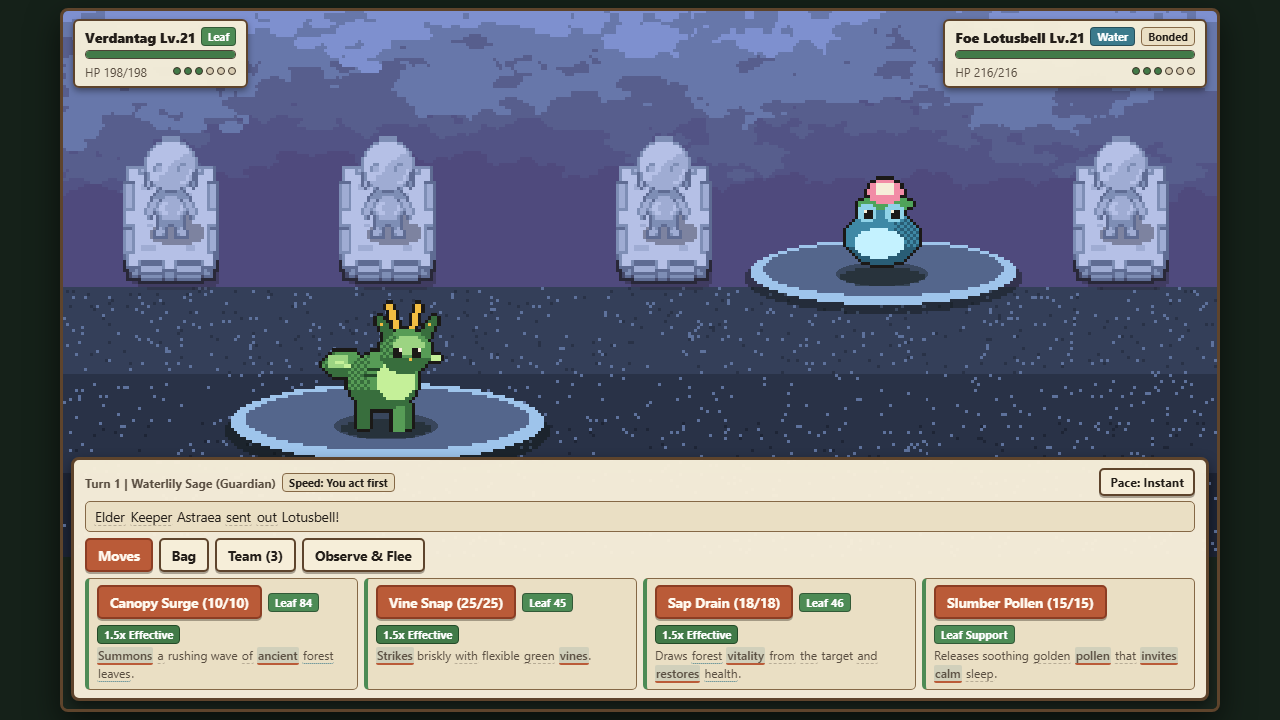 Verdantag Lv.21 Leaf
HP 198/198
Foe Lotusbell Lv.21 Water Bonded
HP 216/216
Turn 1 | Waterlily Sage (Guardian) Speed: You act first
Pace: Instant
Elder Keeper Astraea sent out Lotusbell!
Moves Bag Team (3) Observe & Flee
Canopy Surge (10/10) Leaf 84
1.5x Effective
Summons a rushing wave of ancient forest
leaves.
Vine Snap (25/25) Leaf 45
1.5x Effective
Strikes briskly with flexible green vines.
Sap Drain (18/18) Leaf 46
1.5x Effective
Draws forest vitality from the target and
restores health.
Slumber Pollen (15/15)
Leaf Support
Releases soothing golden pollen that invites
calm sleep.